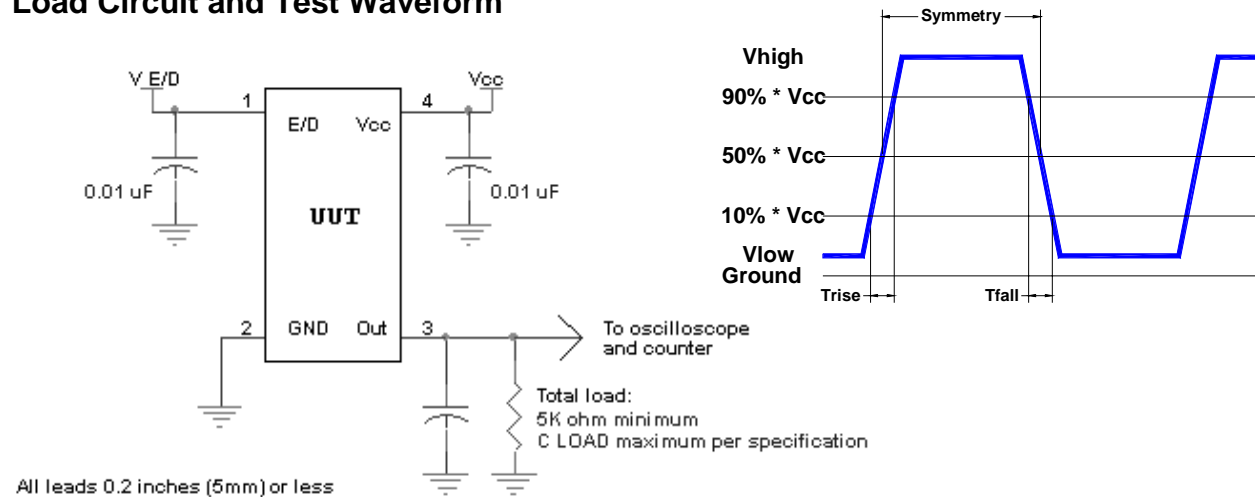 Load Circuit and Test Waveform
V E/D
Vcc
1
4
E/D
Vcc
0.01 uF
0.01 uF
UUT
2
GND
Out
3
To oscilloscope
and counter
Total load:
5K ohm minimum
C LOAD maximum per specification
All leads 0.2 inches (5mm) or less
Symmetry
Vhigh
90% * Vcc
50% * Vcc
10% * Vcc
Vlow
Ground
Trise
Tfall